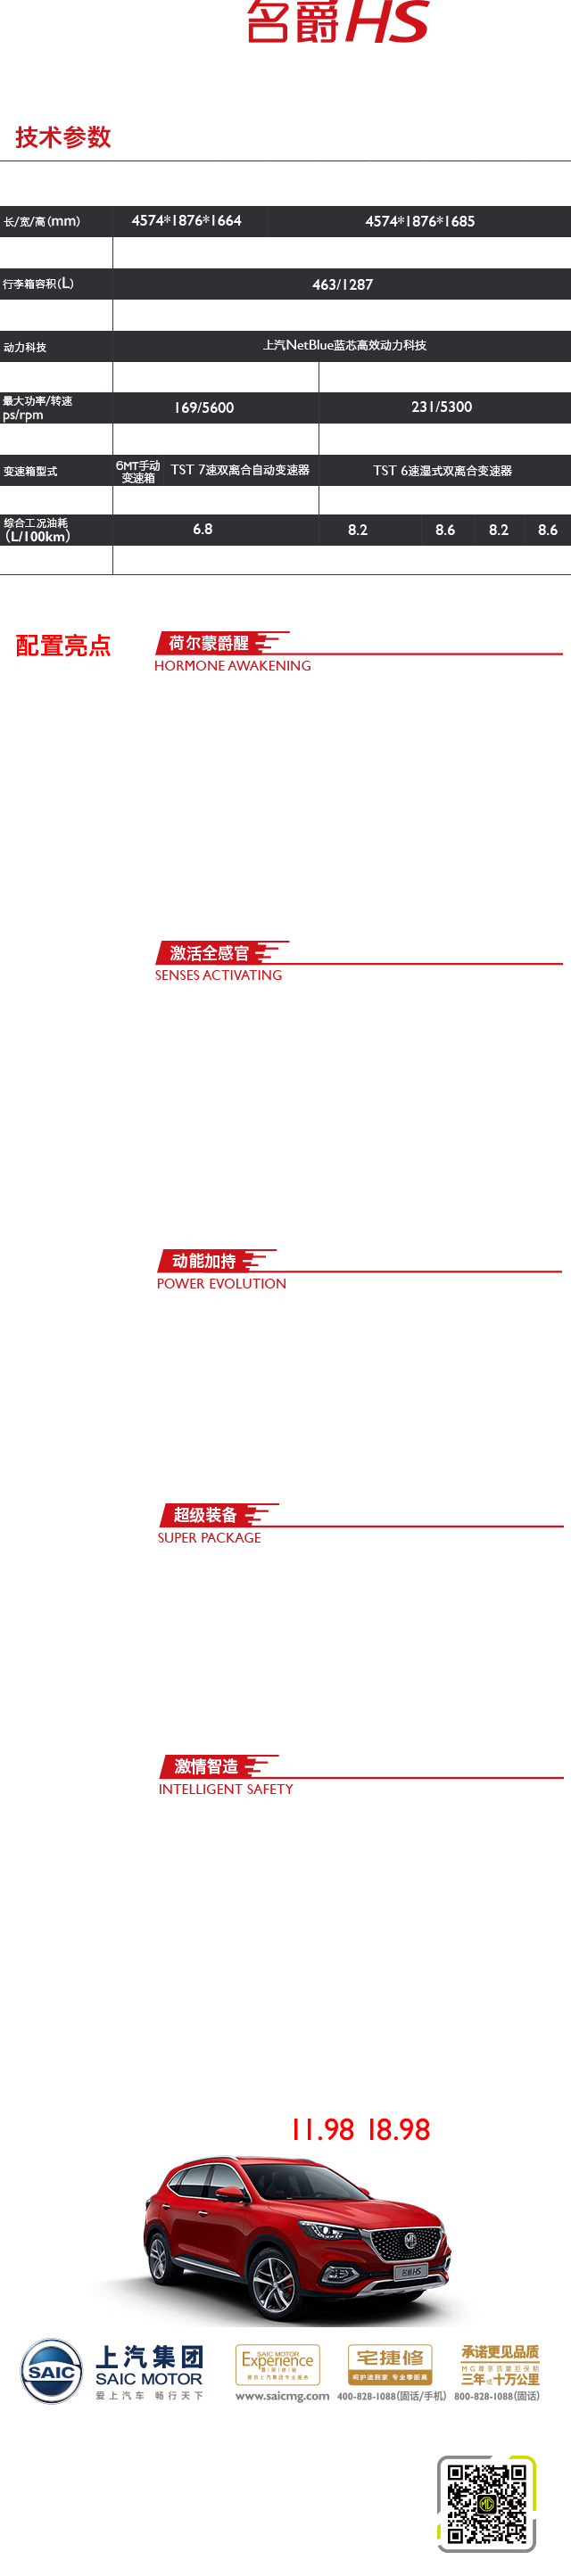 名爵HS
技术参数
长/宽/高(mm) 4574*1876*1664 4574*1876*1685
行李箱容积(L) 463/1287
动力科技 上汽NetBlue蓝芯高效动力科技
最大功率/转速
ps/rpm 169/5600 231/5300
变速箱型式 6MT手动
变速箱 TST 7速双离合自动变速器 TST 6速湿式双离合变速器
综合工况油耗
(L/100km) 6.8 8.2 8.6 8.2 8.6
配置亮点
荷尔蒙爵醒
HORMONE AWAKENING
激活全感官
SENSES ACTIVATING
动能加持
POWER EVOLUTION
超级装备
SUPER PACKAGE
激情智造
INTELLIGENT SAFETY
11.98 18.98
名爵HS
SAIC
上汽集团
SAIC MOTOR
爱上汽车 畅行天下
SAIC MOTOR
Experience
尊荣体验
源自上汽集团专业服务
www.saicmg.com
宅捷修
呵护送到家 专业零距离
400-828-1088(固话/手机)
承诺更见品质
MG尊享质量担保期
三年或十万公里
800-828-1088(固话)
MG